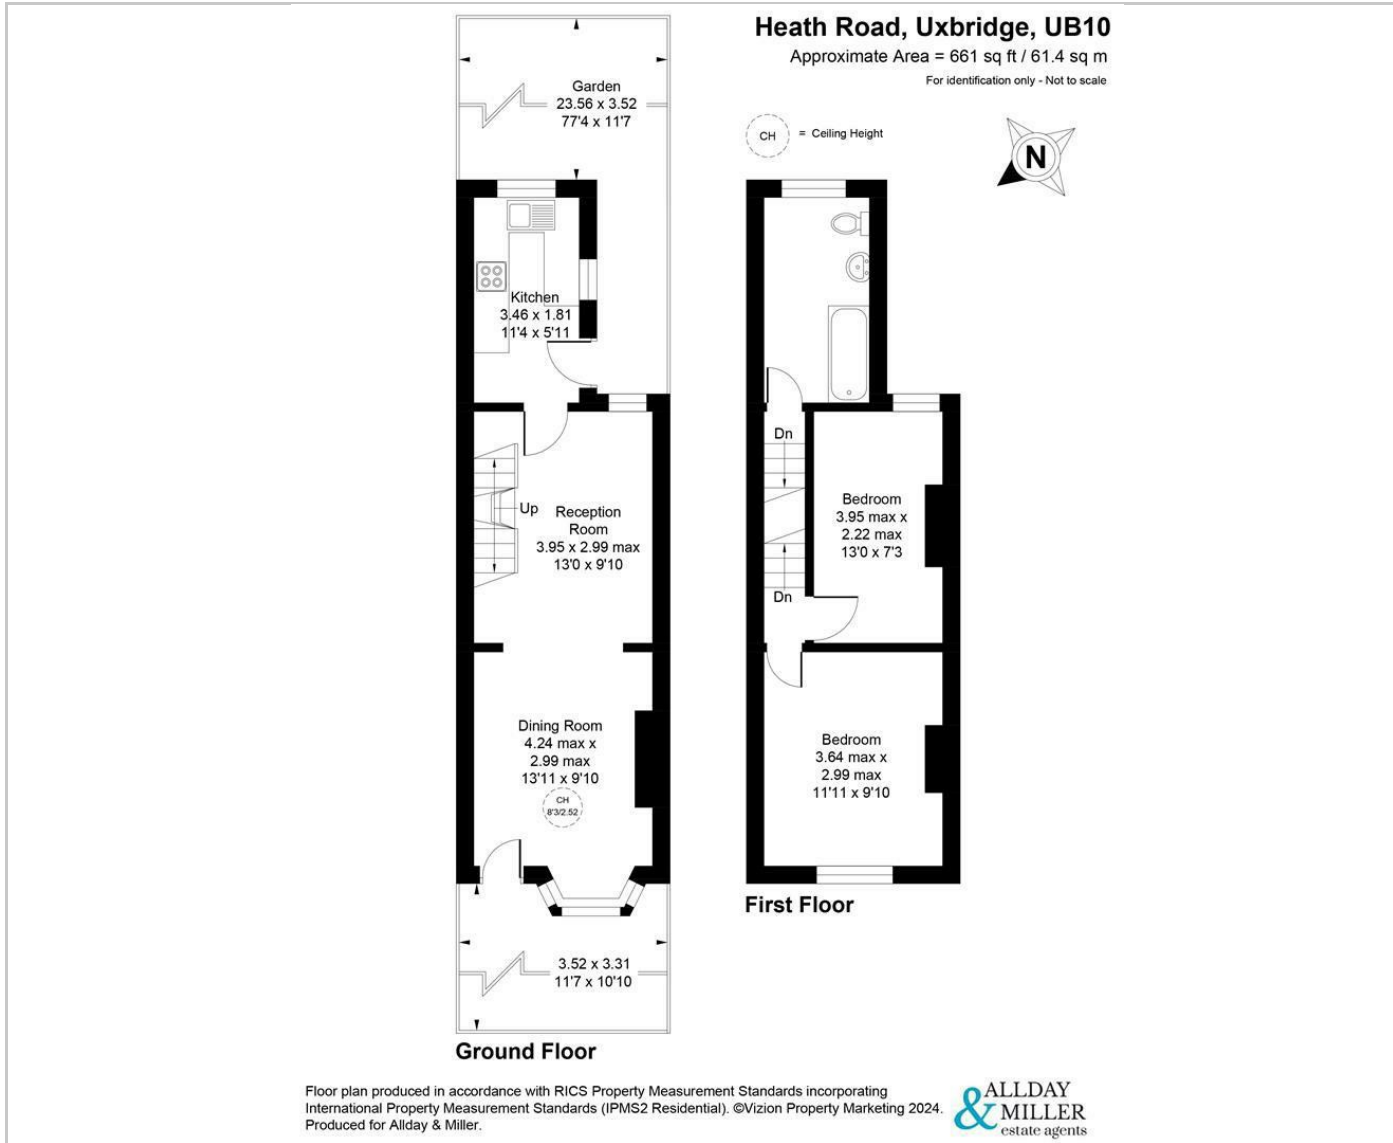 Heath Road, Uxbridge, UB10
Approximate Area = 661 sq ft / 61.4 sq m
For identification only - Not to scale
CH = Ceiling Height
N
Garden
23.56 x 3.52
77'4 x 11'7
Kitchen
3.46 x 1.81
11'4 x 5'11
Up
Reception
Room
3.95 x 2.99 max
13'0 x 9'10
Dining Room
4.24 max x
2.99 max
13'11 x 9'10
CH
8'3/2.52
3.52 x 3.31
11'7 x 10'10
Ground Floor
Dn
Dn
Bedroom
3.95 max x
2.22 max
13'0 x 7'3
Bedroom
3.64 max x
2.99 max
11'11 x 9'10
First Floor
Floor plan produced in accordance with RICS Property Measurement Standards incorporating
International Property Measurement Standards (IPMS2 Residential). ©Vizion Property Marketing 2024.
Produced for Allday & Miller.
ALLDAY
& MILLER
estate agents